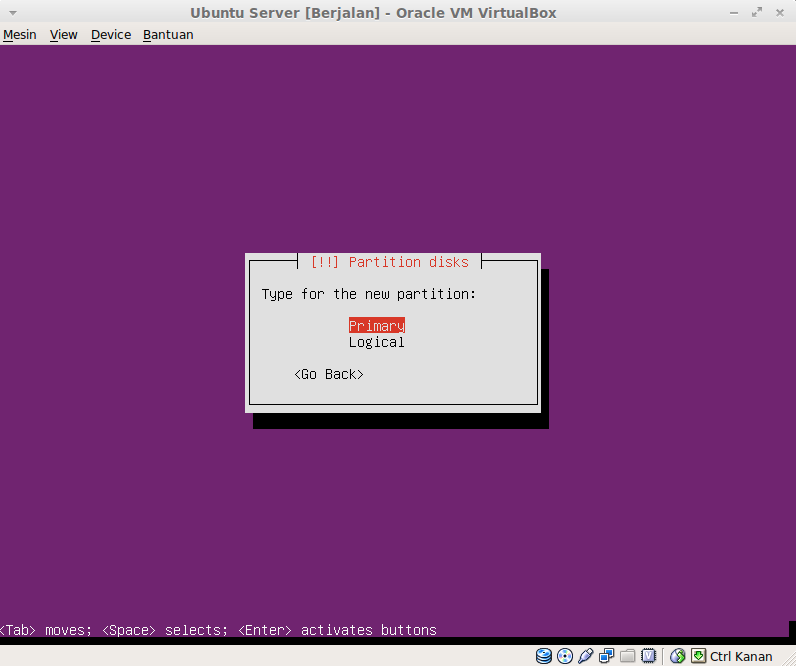 Ubuntu Server [Berjalan] - Oracle VM VirtualBox
Mesin View Device Bantuan
[!!] Partition disks
Type for the new partition:
Primary
Logical
<Go Back>
<Tab> moves; <Space> selects; <Enter> activates buttons
Ctrl Kanan